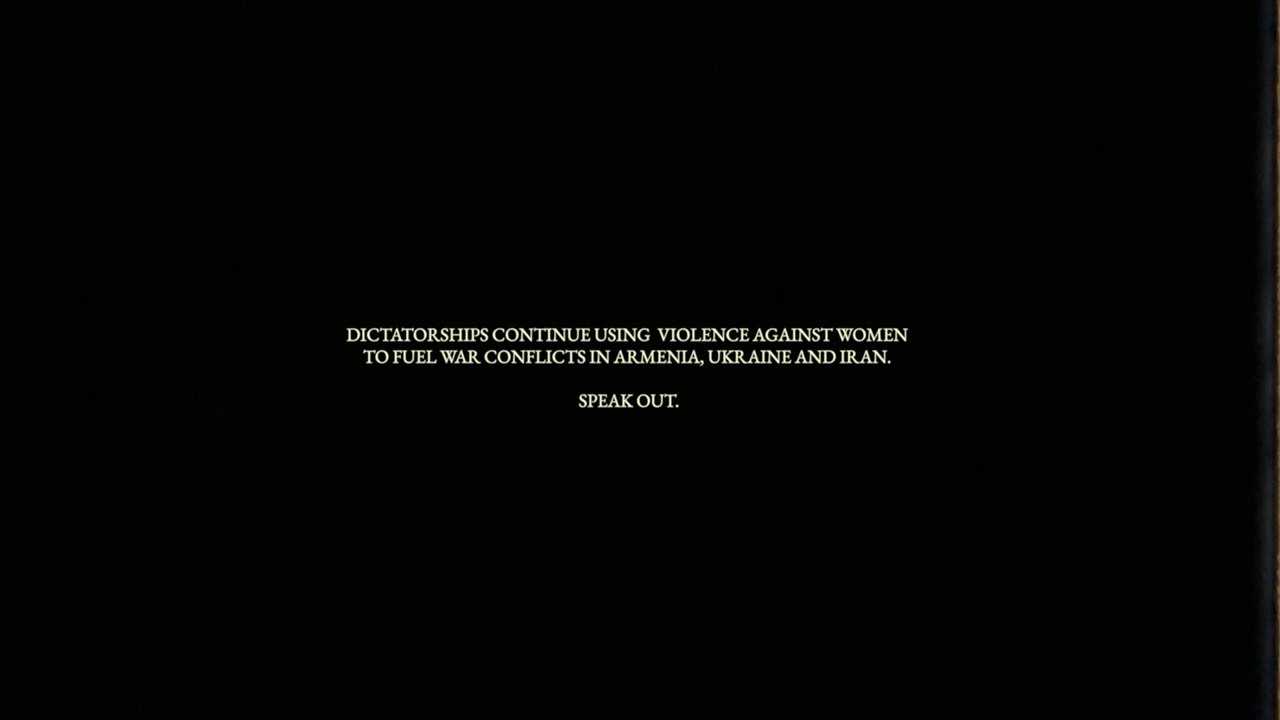 DICTATORSHIPS CONTINUE USING  VIOLENCE AGAINST WOMEN
TO FUEL WAR CONFLICTS IN ARMENIA, UKRAINE AND IRAN.
SPEAK OUT.